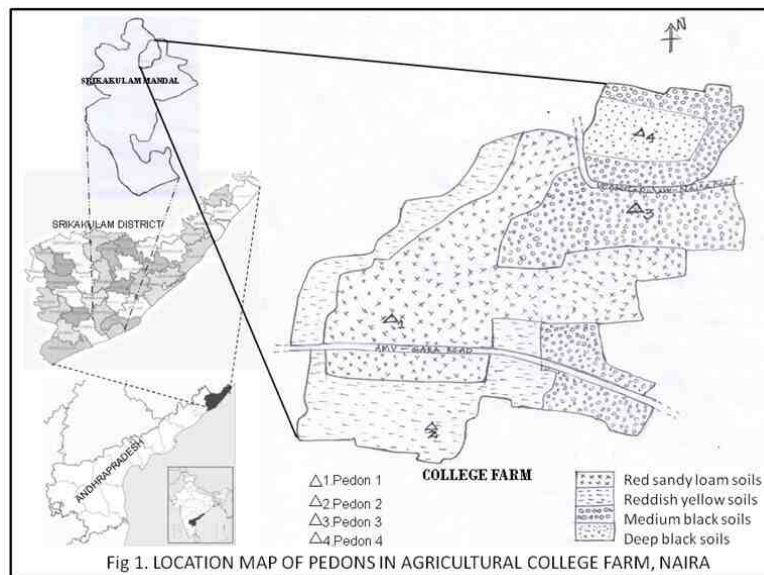 N
SRIKAKULAM MANDAL
4
3
SRIKAKULAM DISTRICT
1
ROAD
2
ANDHRAPRADESH
COLLEGE FARM
1.Pedon 1
2.Pedon 2
3.Pedon 3
4.Pedon 4
Red sandy loam soils
Reddish yellow soils
Medium black soils
Deep black soils
Fig 1. LOCATION MAP OF PEDONS IN AGRICULTURAL COLLEGE FARM, NAIRA